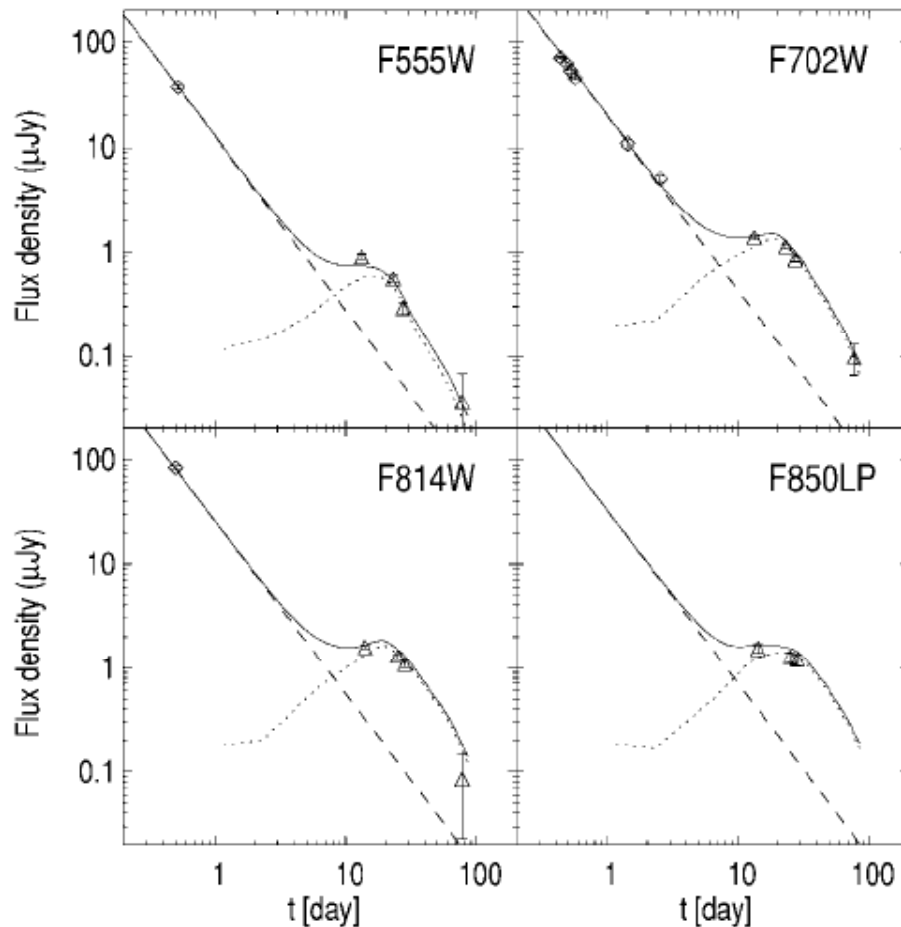 F555W
F702W
100
10
1
0.1
Flux density (μJy)
F814W
F850LP
100
10
1
0.1
Flux density (μJy)
1 10 100
1 10 100
t [day]
t [day]